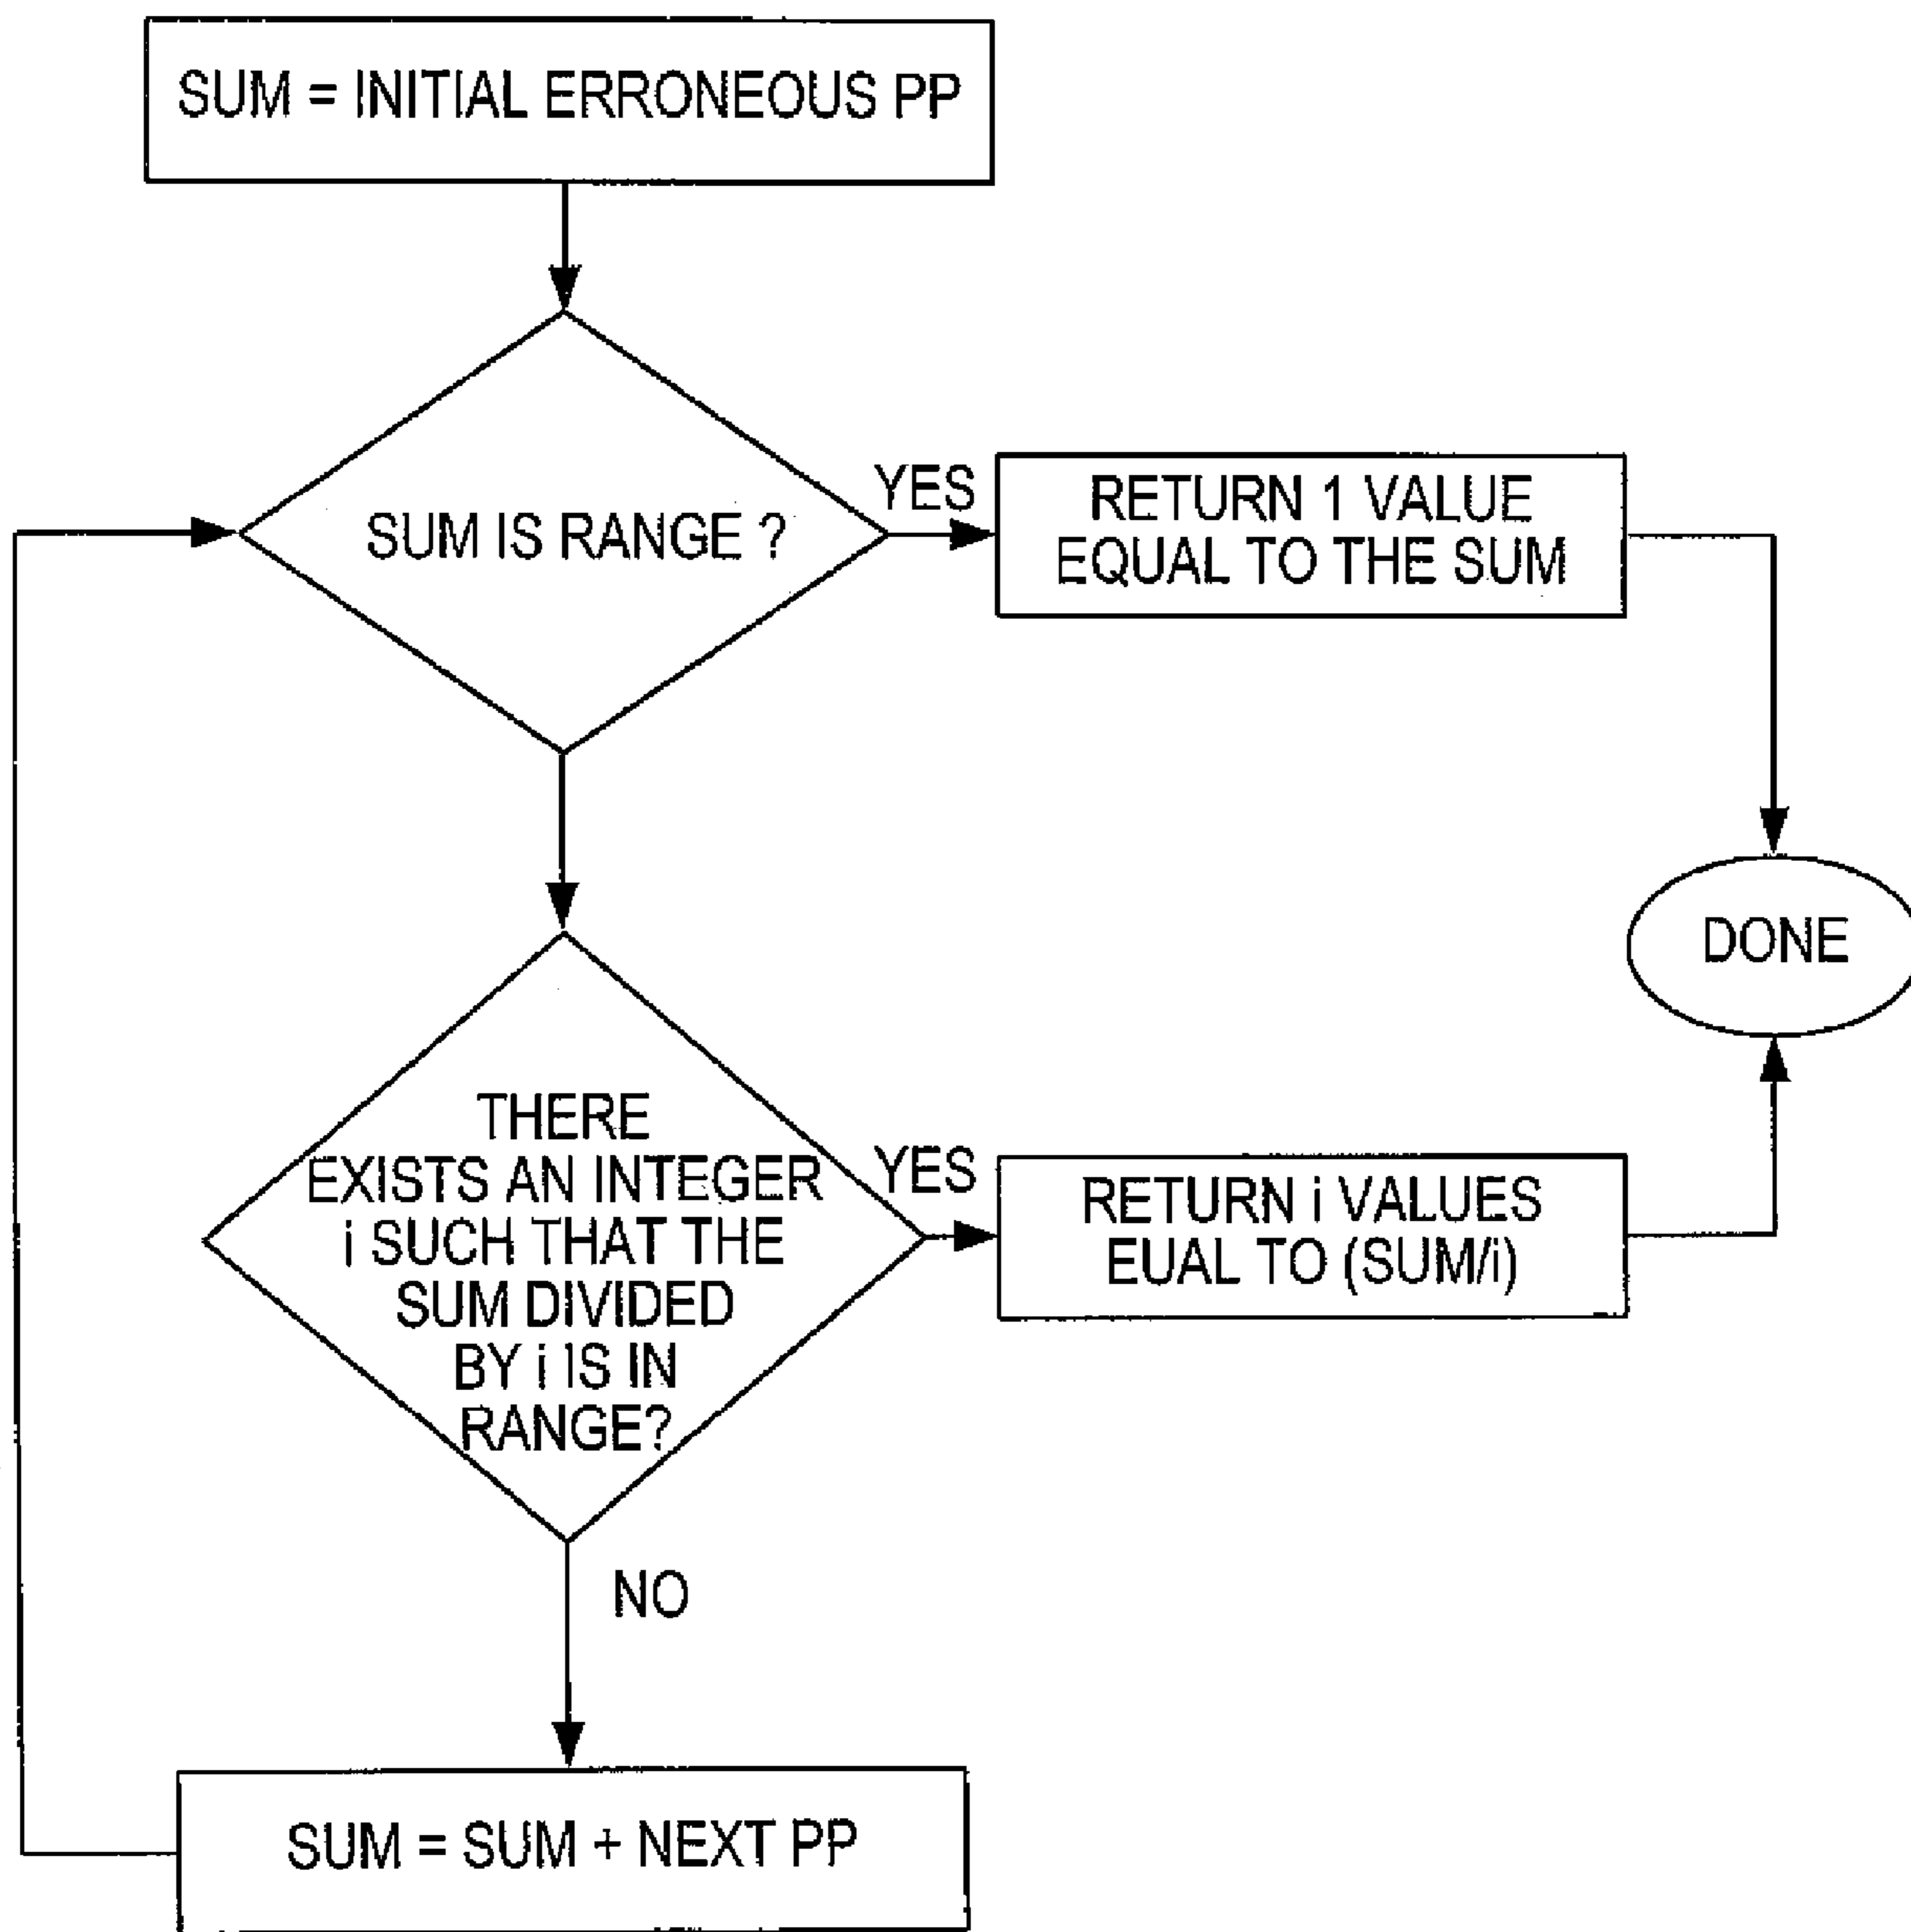 SUM = INITIAL ERRONEOUS PP
SUM IS RANGE ?
YES
RETURN 1 VALUE
EQUAL TO THE SUM
DONE
THERE
EXISTS AN INTEGER
i SUCH THAT THE
SUM DIVIDED
BY i IS IN
RANGE?
YES
RETURN i VALUES
EUAL TO (SUM/i)
NO
SUM = SUM + NEXT PP